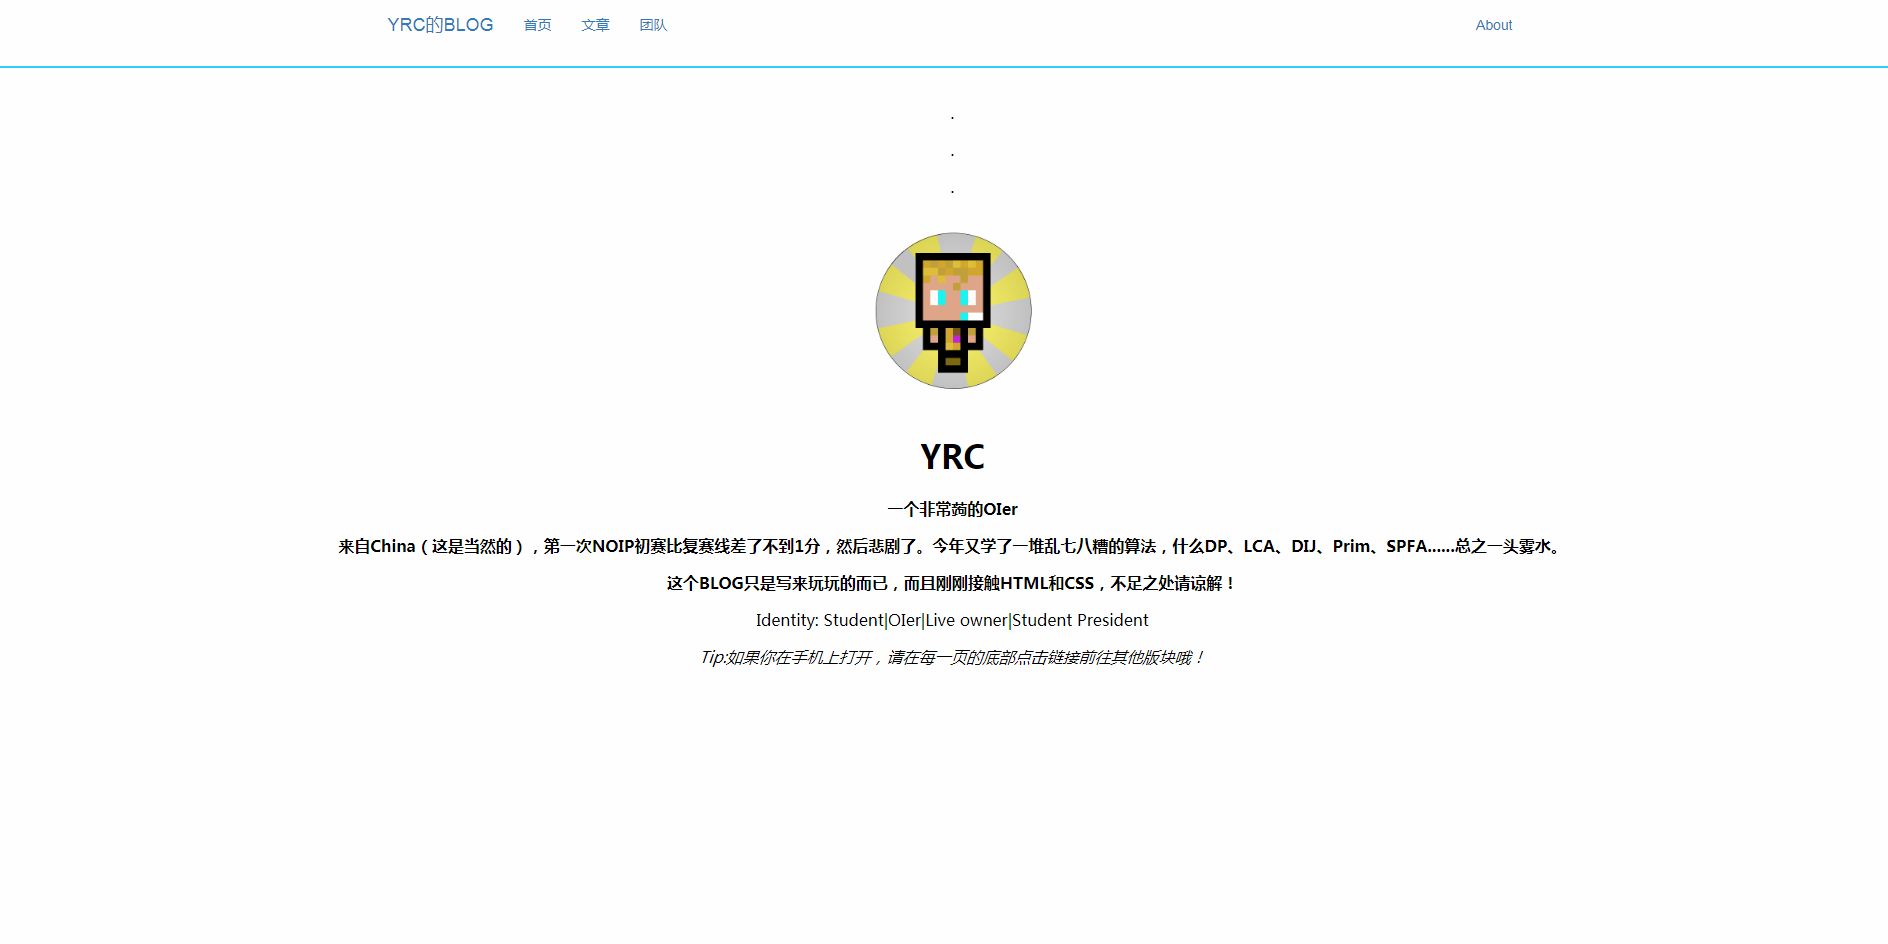 YRC的BLOG 首页 文章 团队 About
.
.
.
YRC
一个非常蒟的OIer
来自China（这是当然的），第一次NOIP初赛比复赛线差了不到1分，然后悲剧了。今年又学了一堆乱七八糟的算法，什么DP、LCA、DIJ、Prim、SPFA......总之一头雾水。
这个BLOG只是写来玩玩的而已，而且刚刚接触HTML和CSS，不足之处请谅解！
Identity: Student|OIer|Live owner|Student President
Tip:如果你在手机上打开，请在每一页的底部点击链接前往其他版块哦！